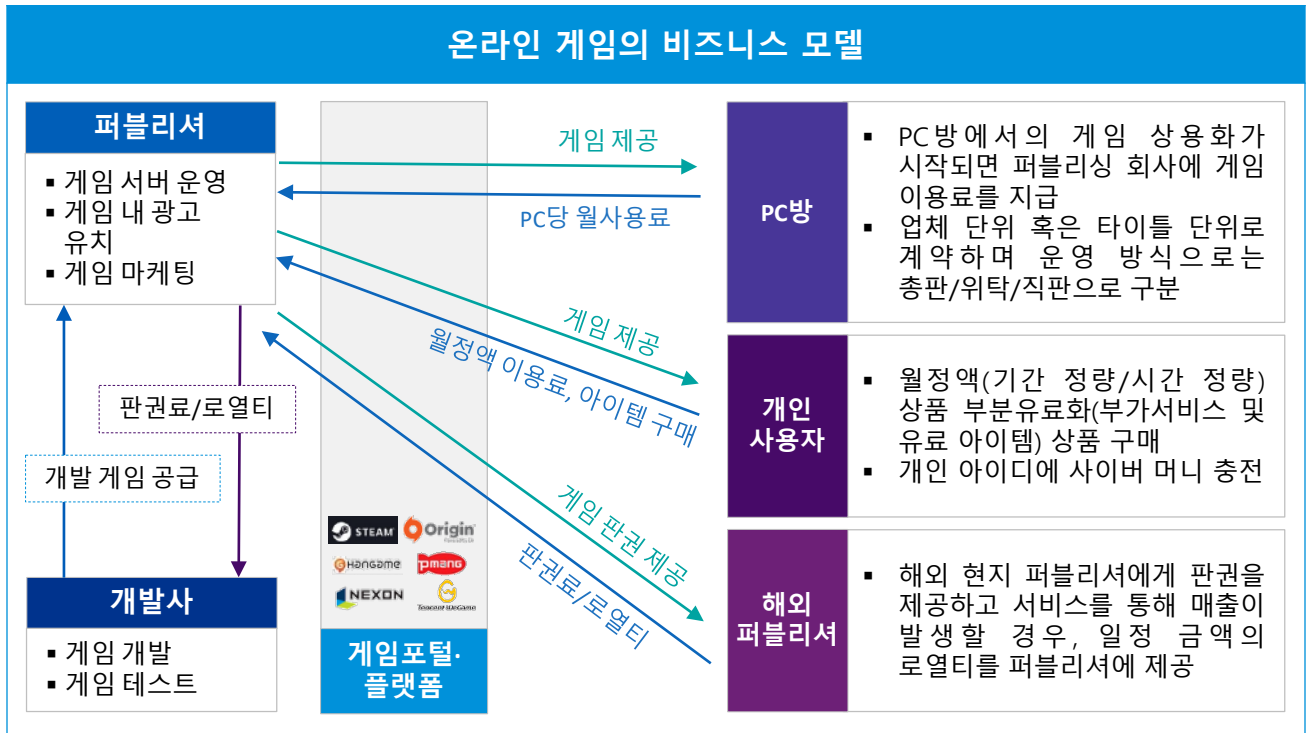 온라인 게임의 비즈니스 모델
퍼블리셔
▪ 게임 서버 운영
▪ 게임 내 광고
유치
▪ 게임 마케팅
판권료/로열티
개발 게임 공급
개발사
▪ 게임 개발
▪ 게임 테스트
STEAM
Origin
HANGAME
pmang
NEXON
Tencent WeGame
게임포털·
플랫폼
게임 제공
PC당 월사용료
게임 제공
월정액 이용료, 아이템 구매
게임 판권 제공
판권료/로열티
PC방
▪ PC방에서의 게임 상용화가
시작되면 퍼블리싱 회사에 게임
이용료를 지급
▪ 업체 단위 혹은 타이틀 단위로
계약하며 운영 방식으로는
총판/위탁/직판으로 구분
개인
사용자
▪ 월정액(기간 정량/시간 정량)
상품 부분유료화(부가서비스 및
유료 아이템) 상품 구매
▪ 개인 아이디에 사이버 머니 충전
해외
퍼블리셔
▪ 해외 현지 퍼블리셔에게 판권을
제공하고 서비스를 통해 매출이
발생할 경우, 일정 금액의
로열티를 퍼블리셔에 제공